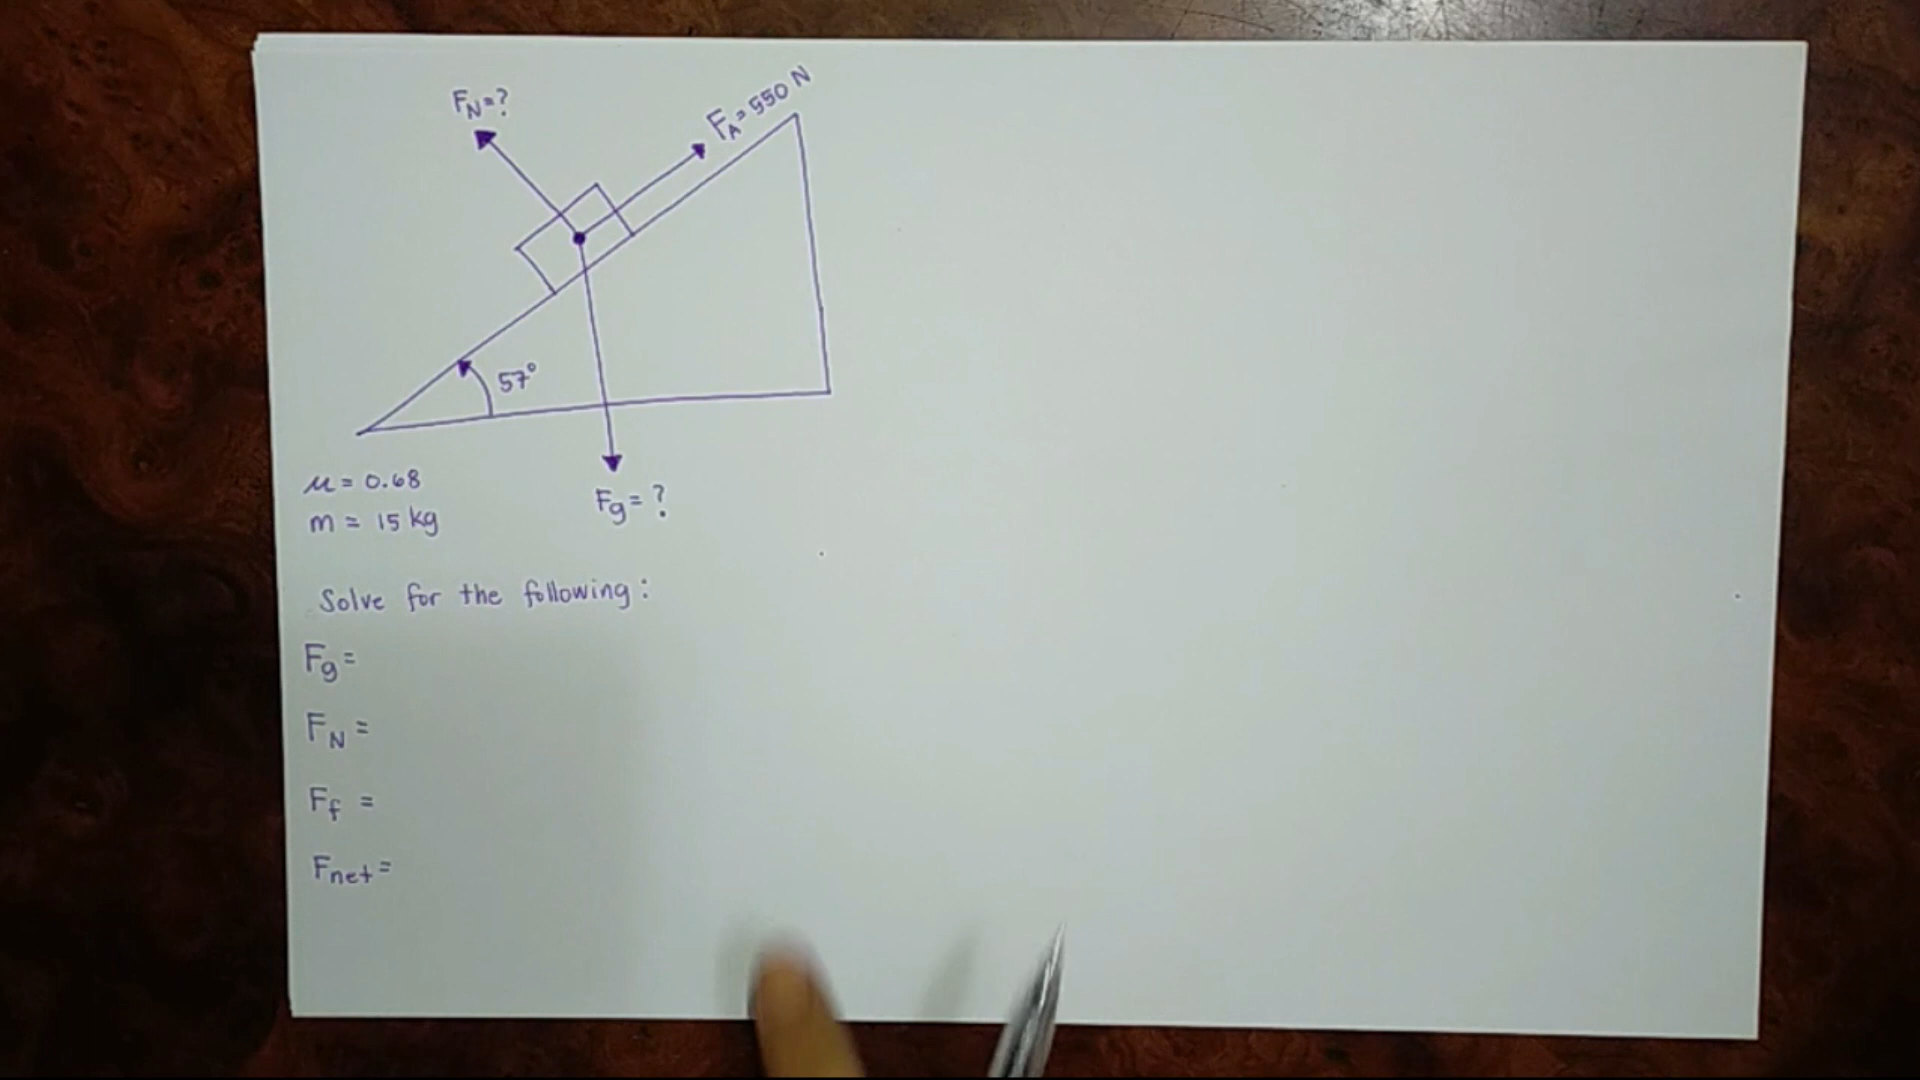 FN=?
FA=550 N
57°
μ = 0.68
m = 15 kg
Fg= ?
Solve for the following:
Fg=
FN =
Ff =
Fnet=